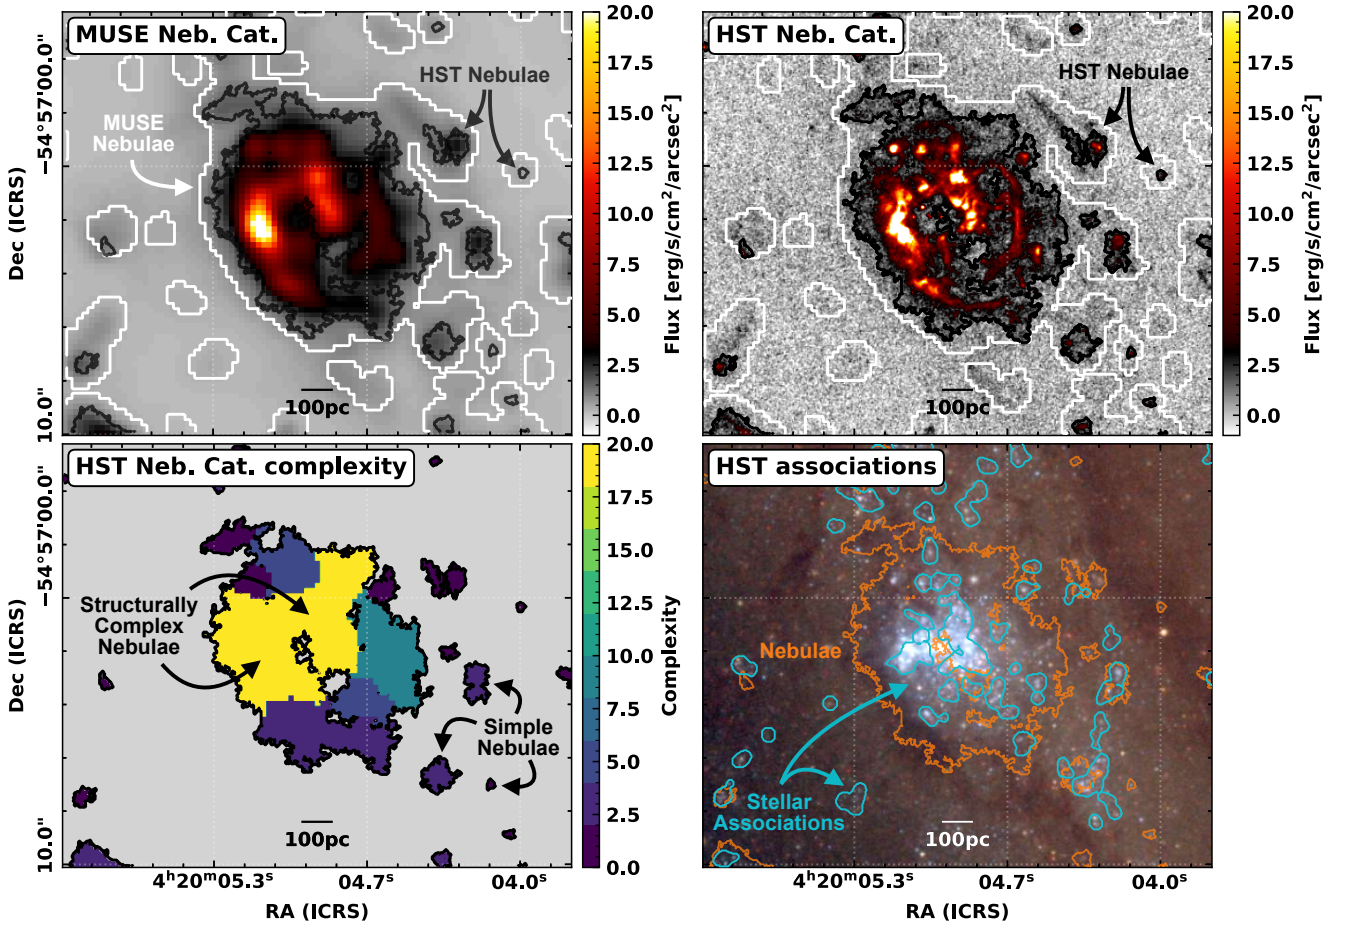 MUSE Neb. Cat.
HST Nebulae
MUSE
Nebulae
100pc
Dec (ICRS)
−54°57'00.0"
10.0"
20.0
17.5
15.0
12.5
10.0
7.5
5.0
2.5
0.0
Flux [erg/s/cm²/arcsec²]
HST Neb. Cat.
HST Nebulae
100pc
20.0
17.5
15.0
12.5
10.0
7.5
5.0
2.5
0.0
Flux [erg/s/cm²/arcsec²]
HST Neb. Cat. complexity
Structurally
Complex
Nebulae
Simple
Nebulae
100pc
Dec (ICRS)
−54°57'00.0"
10.0"
4ʰ20ᵐ05.3ˢ
04.7ˢ
04.0ˢ
RA (ICRS)
20.0
17.5
15.0
12.5
10.0
7.5
5.0
2.5
0.0
Complexity
HST associations
Nebulae
Stellar
Associations
100pc
4ʰ20ᵐ05.3ˢ
04.7ˢ
04.0ˢ
RA (ICRS)